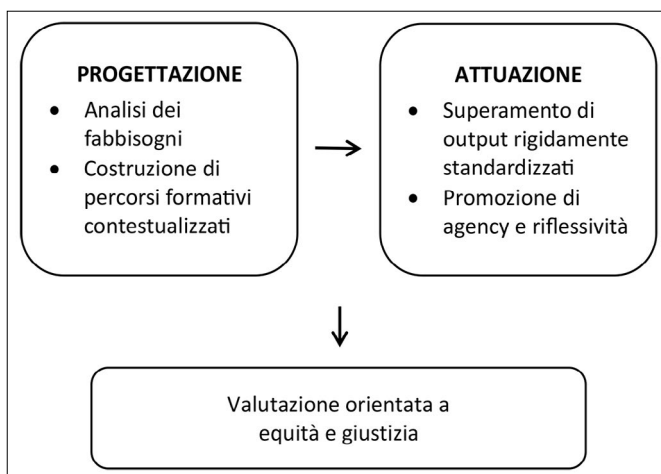 PROGETTAZIONE
• Analisi dei
fabbisogni
• Costruzione di
percorsi formativi
contestualizzati
ATTUAZIONE
• Superamento di
output rigidamente
standardizzati
• Promozione di
agency e riflessività
Valutazione orientata a
equità e giustizia